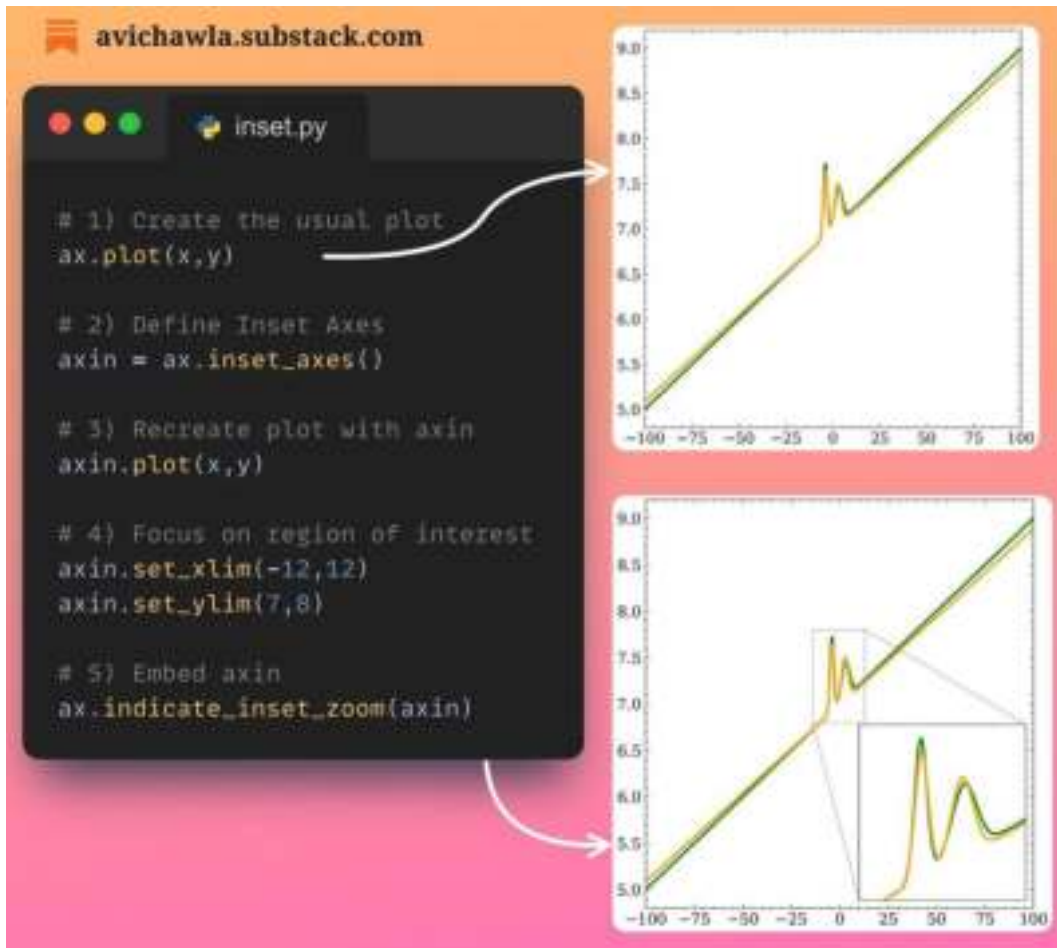 avichawla.substack.com
inset.py
# 1) Create the usual plot
ax.plot(x,y)
# 2) Define Inset Axes
axin = ax.inset_axes()
# 3) Recreate plot with axin
axin.plot(x,y)
# 4) Focus on region of interest
axin.set_xlim(-12,12)
axin.set_ylim(7,8)
# 5) Embed axin
ax.indicate_inset_zoom(axin)
9.0
8.5
8.0
7.5
7.0
6.5
6.0
5.5
5.0
−100 −75 −50 −25 0 25 50 75 100
9.0
8.5
8.0
7.5
7.0
6.5
6.0
5.5
5.0
−100 −75 −50 −25 0 25 50 75 100